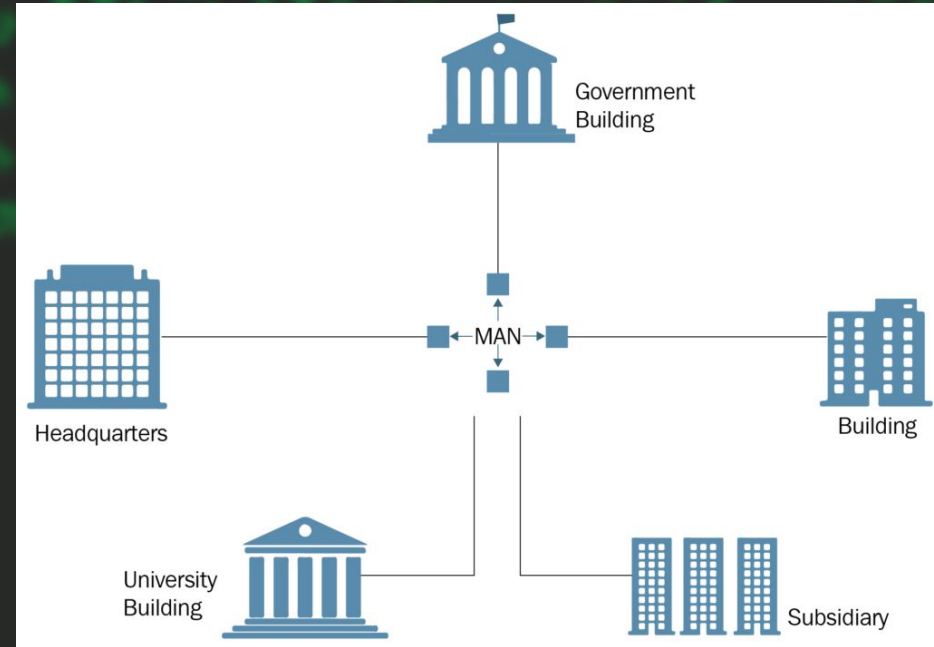 Government
Building
MAN
Headquarters
Building
University
Building
Subsidiary